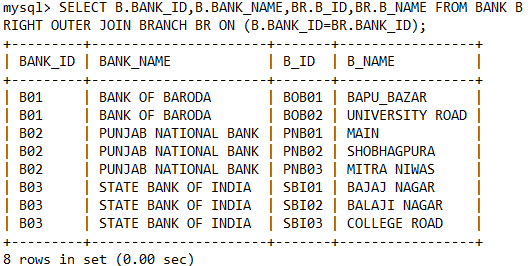 mysql> SELECT B.BANK_ID,B.BANK_NAME,BR.B_ID,BR.B_NAME FROM BANK B
RIGHT OUTER JOIN BRANCH BR ON (B.BANK_ID=BR.BANK_ID);
+---------+----------------------+-------+-----------------+
| BANK_ID | BANK_NAME            | B_ID  | B_NAME          |
+---------+----------------------+-------+-----------------+
| B01     | BANK OF BARODA       | BOB01 | BAPU_BAZAR      |
| B01     | BANK OF BARODA       | BOB02 | UNIVERSITY ROAD |
| B02     | PUNJAB NATIONAL BANK | PNB01 | MAIN            |
| B02     | PUNJAB NATIONAL BANK | PNB02 | SHOBHAGPURA     |
| B02     | PUNJAB NATIONAL BANK | PNB03 | MITRA NIWAS     |
| B03     | STATE BANK OF INDIA  | SBI01 | BAJAJ NAGAR     |
| B03     | STATE BANK OF INDIA  | SBI02 | BALAJI NAGAR    |
| B03     | STATE BANK OF INDIA  | SBI03 | COLLEGE ROAD    |
+---------+----------------------+-------+-----------------+
8 rows in set (0.00 sec)